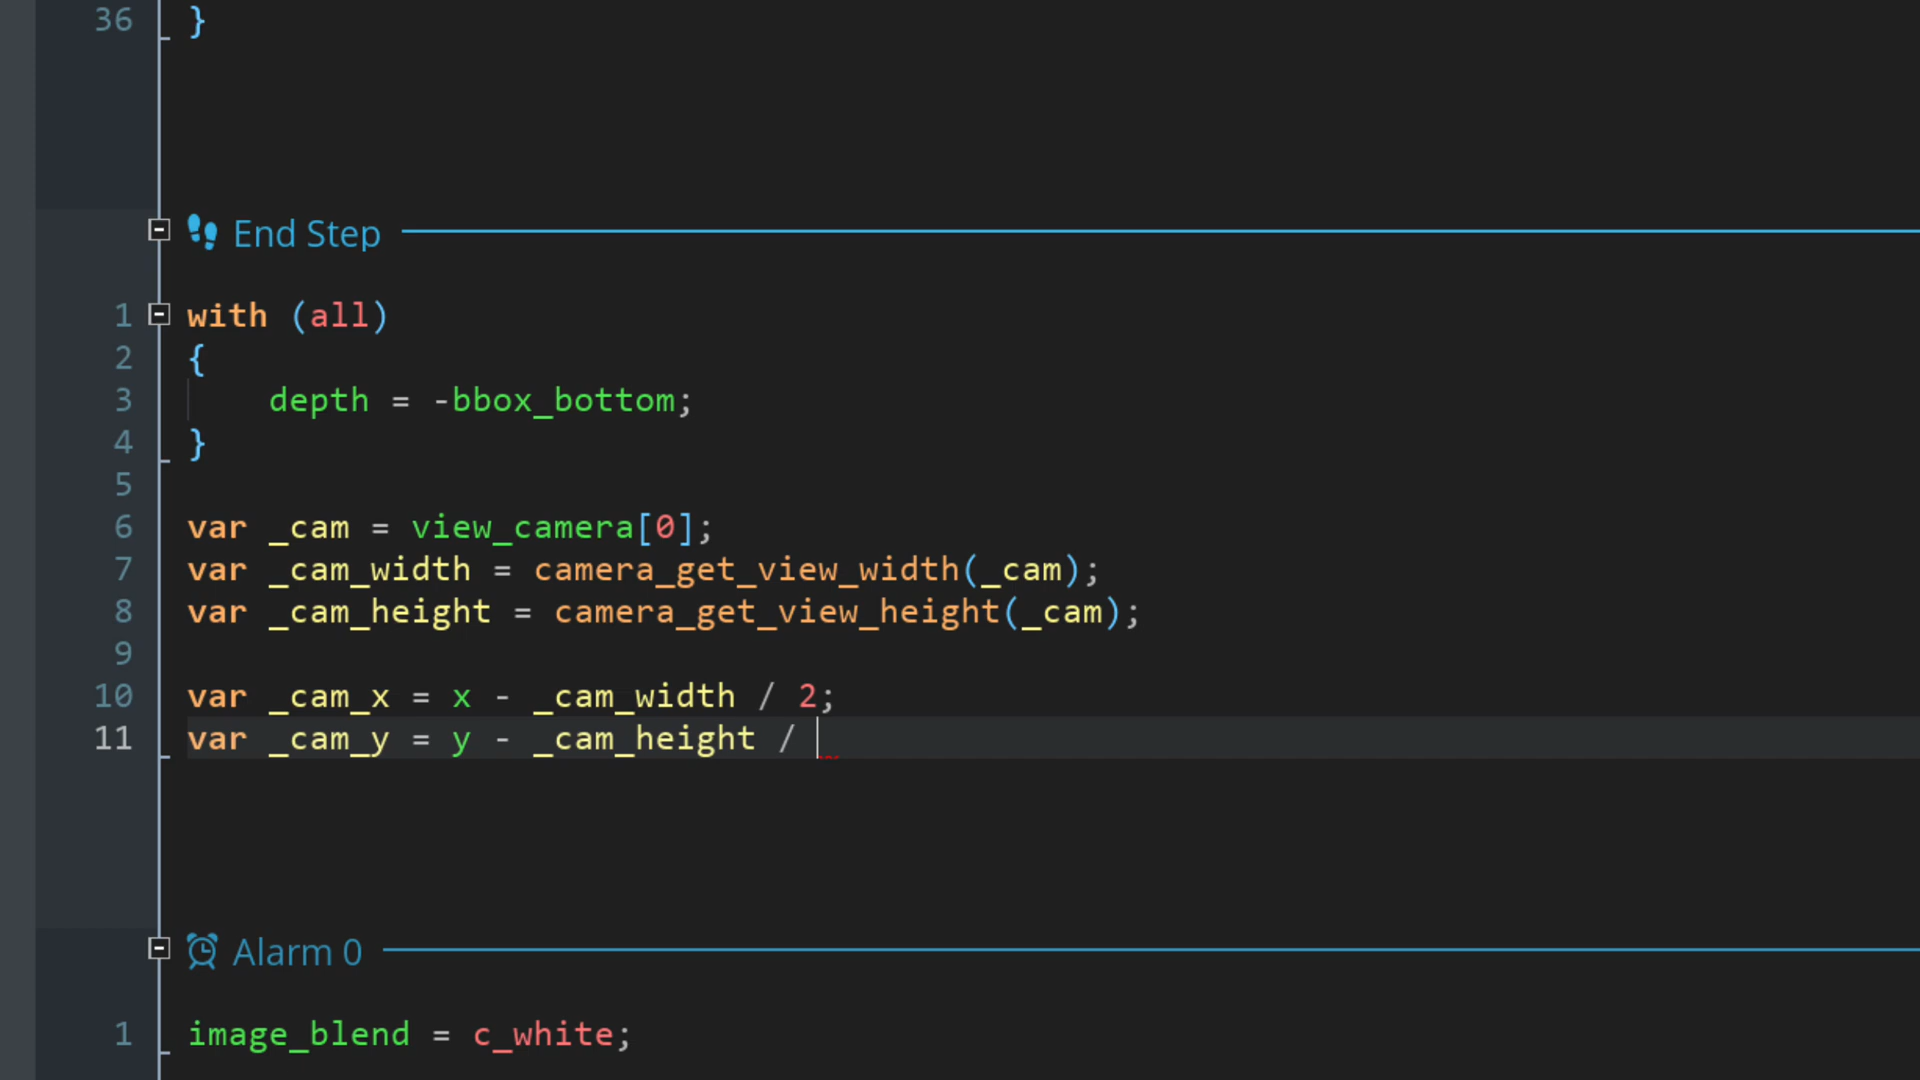 36 }
End Step
1 with (all)
2 {
3 depth = -bbox_bottom;
4 }
5
6 var _cam = view_camera[0];
7 var _cam_width = camera_get_view_width(_cam);
8 var _cam_height = camera_get_view_height(_cam);
9
10 var _cam_x = x - _cam_width / 2;
11 var _cam_y = y - _cam_height /
Alarm 0
1 image_blend = c_white;